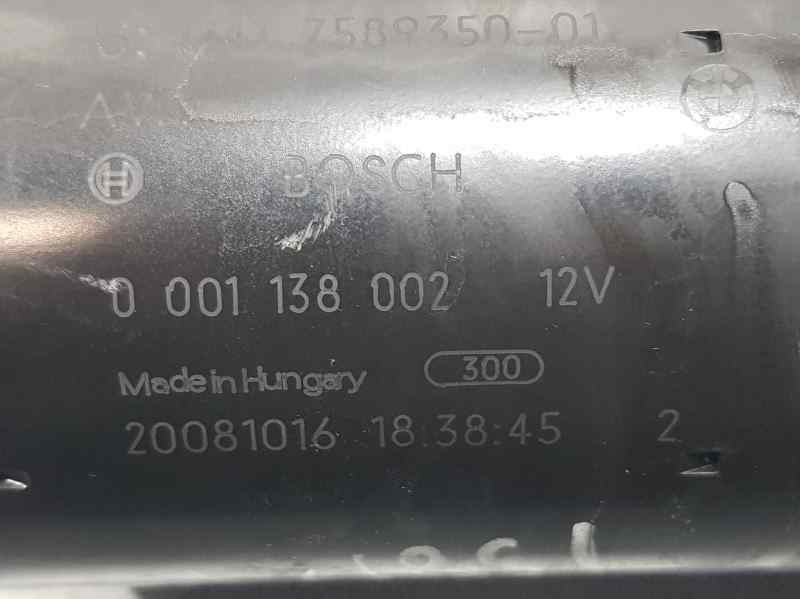 7589350-01
BOSCH
0 001 138 002 12V
Made in Hungary 300
20081016 18:38:45 2